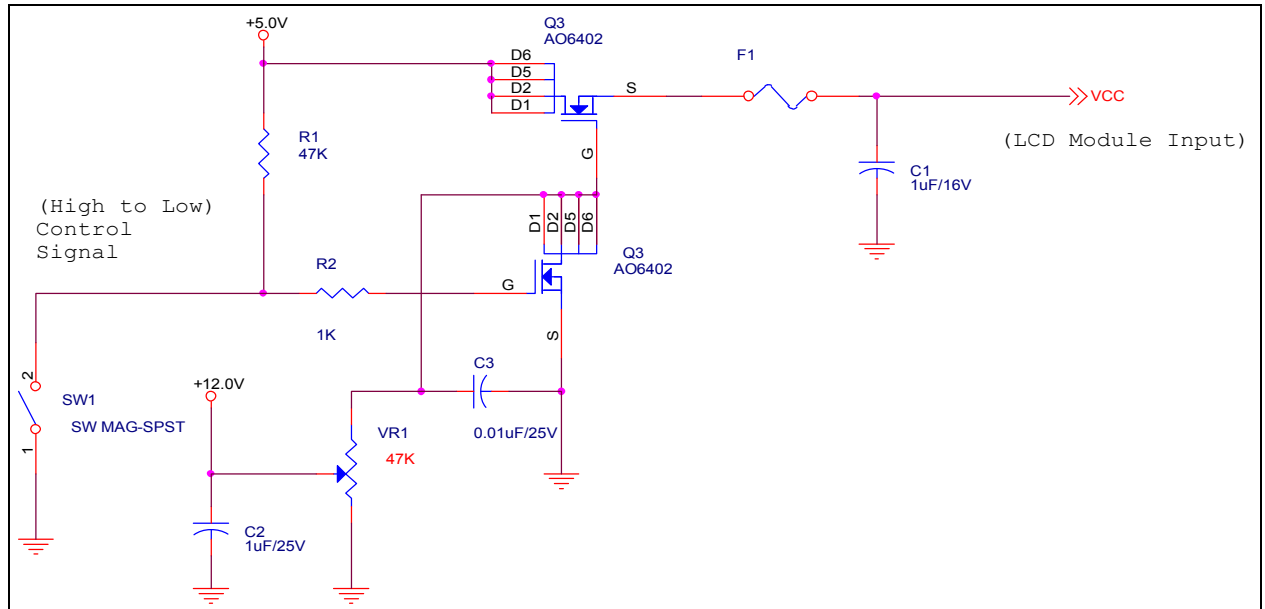 +5.0V
Q3
AO6402
D6
D5
D2
D1
S
G
F1
VCC
(LCD Module Input)
R1
47K
C1
1uF/16V
(High to Low)
Control
Signal
D1
D2
D5
D6
Q3
AO6402
R2
1K
G
S
C3
0.01uF/25V
2
SW1
SW MAG-SPST
1
+12.0V
VR1
47K
C2
1uF/25V